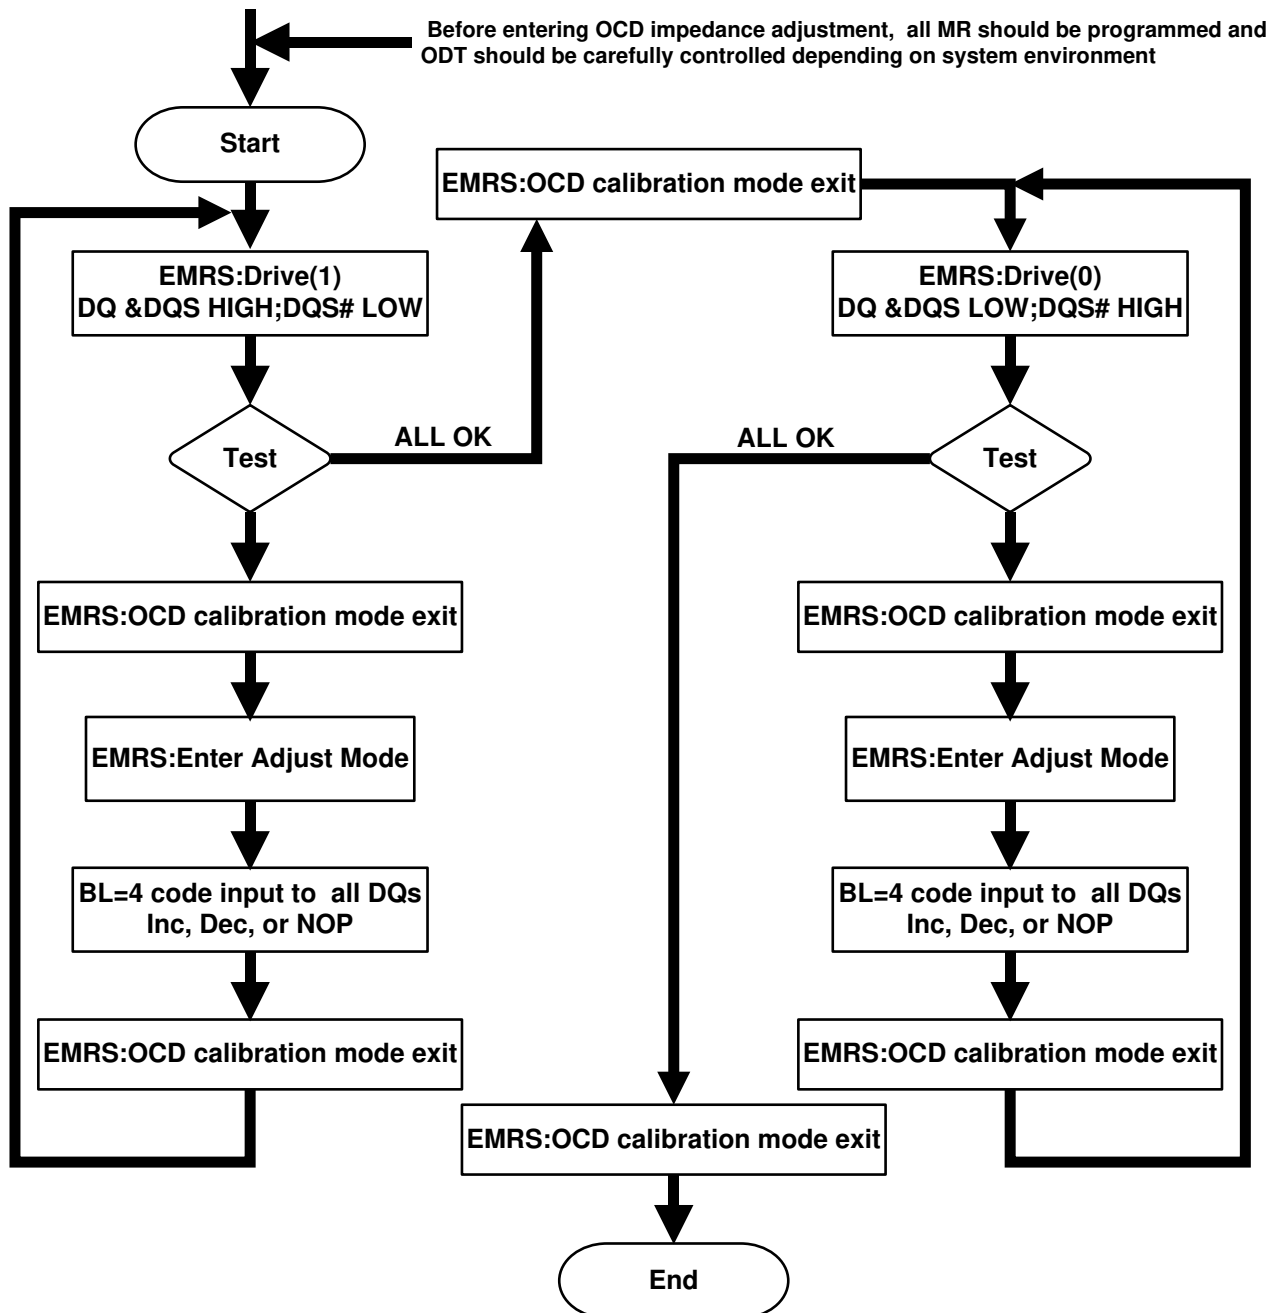 Before entering OCD impedance adjustment, all MR should be programmed and
ODT should be carefully controlled depending on system environment
Start
EMRS:OCD calibration mode exit
EMRS:Drive(1)
DQ &DQS HIGH;DQS# LOW
EMRS:Drive(0)
DQ &DQS LOW;DQS# HIGH
Test
ALL OK
ALL OK
Test
EMRS:OCD calibration mode exit
EMRS:OCD calibration mode exit
EMRS:Enter Adjust Mode
EMRS:Enter Adjust Mode
BL=4 code input to all DQs
Inc, Dec, or NOP
BL=4 code input to all DQs
Inc, Dec, or NOP
EMRS:OCD calibration mode exit
EMRS:OCD calibration mode exit
EMRS:OCD calibration mode exit
End